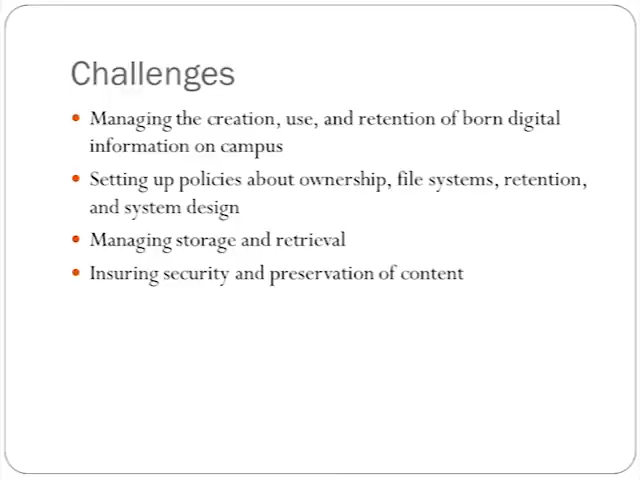 Challenges
• Managing the creation, use, and retention of born digital
information on campus
• Setting up policies about ownership, file systems, retention,
and system design
• Managing storage and retrieval
• Insuring security and preservation of content